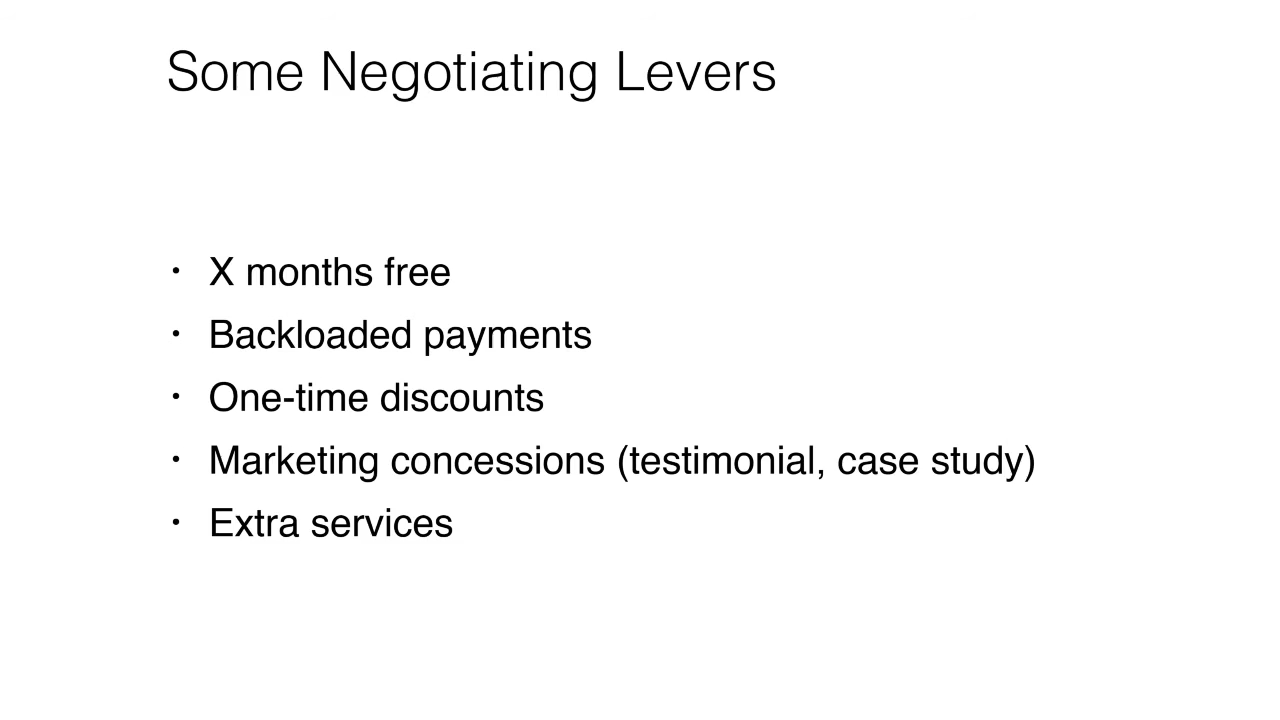 Some Negotiating Levers
• X months free
• Backloaded payments
• One-time discounts
• Marketing concessions (testimonial, case study)
• Extra services